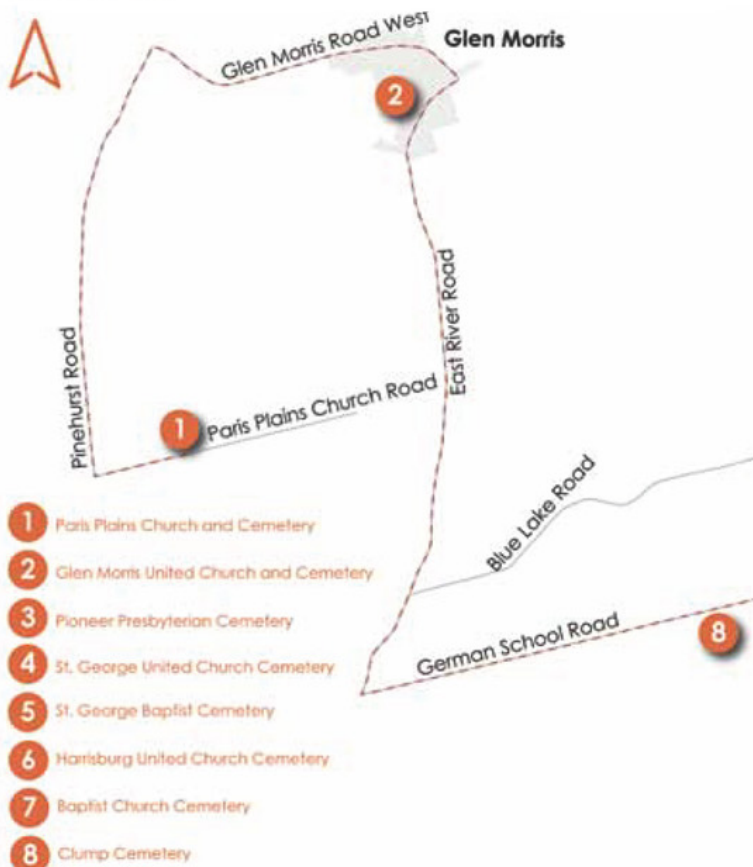 Glen Morris Road West
Glen Morris
2
Pinehurst Road
East River Road
1
Paris Plains Church Road
Blue Lake Road
German School Road
8
1 Paris Plains Church and Cemetery
2 Glen Morris United Church and Cemetery
3 Pioneer Presbyterian Cemetery
4 St. George United Church Cemetery
5 St. George Baptist Cemetery
6 Harrisburg United Church Cemetery
7 Baptist Church Cemetery
8 Clump Cemetery